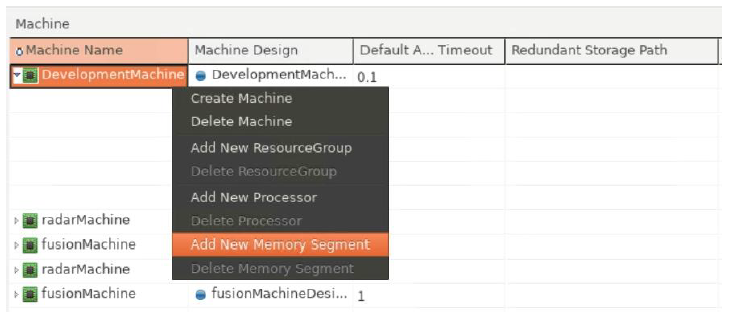 Machine
Machine Name Machine Design Default A... Timeout Redundant Storage Path
DevelopmentMachine DevelopmentMach... 0.1
Create Machine
Delete Machine
Add New ResourceGroup
Delete ResourceGroup
Add New Processor
radarMachine Delete Processor
fusionMachine Add New Memory Segment
radarMachine Delete Memory Segment
fusionMachine fusionMachineDesi... 1